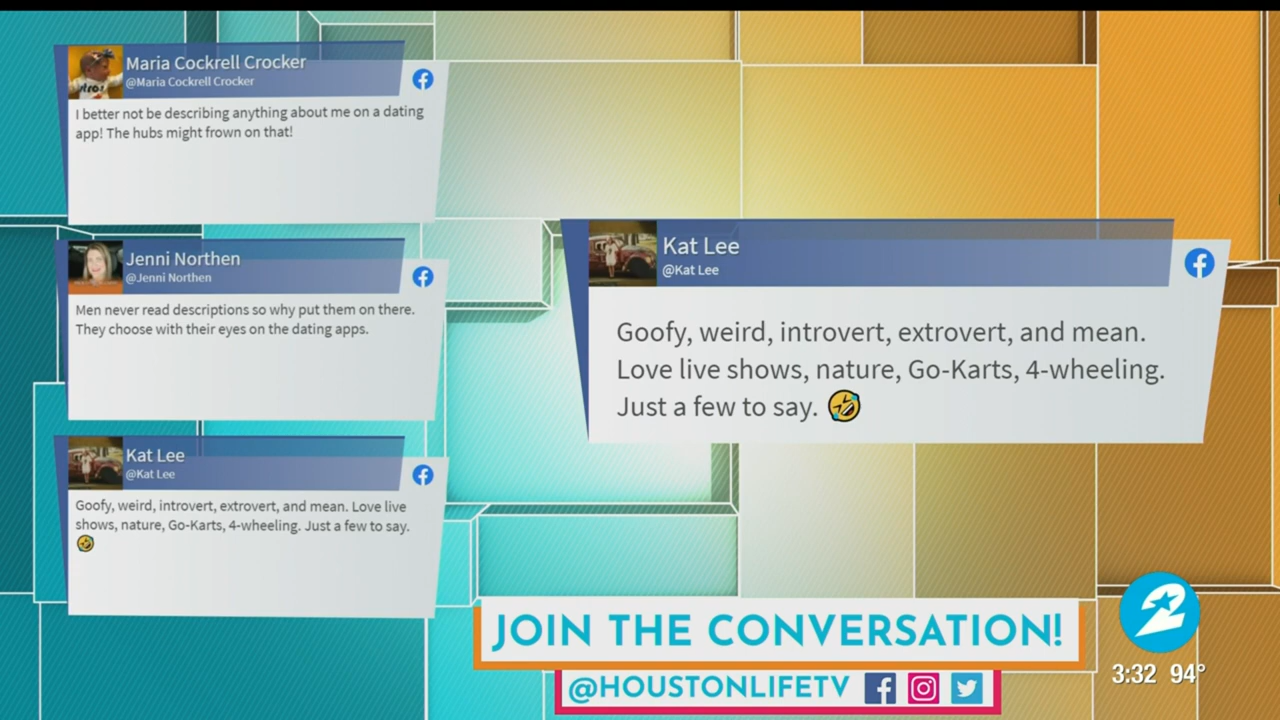 Maria Cockrell Crocker
@Maria Cockrell Crocker
I better not be describing anything about me on a dating
app! The hubs might frown on that!
Jenni Northen
@Jenni Northen
Men never read descriptions so why put them on there.
They choose with their eyes on the dating apps.
Kat Lee
@Kat Lee
Goofy, weird, introvert, extrovert, and mean. Love live
shows, nature, Go-Karts, 4-wheeling. Just a few to say.
🤣
Kat Lee
@Kat Lee
Goofy, weird, introvert, extrovert, and mean.
Love live shows, nature, Go-Karts, 4-wheeling.
Just a few to say. 🤣
JOIN THE CONVERSATION!
@HOUSTONLIFETV
2
3:32 94°